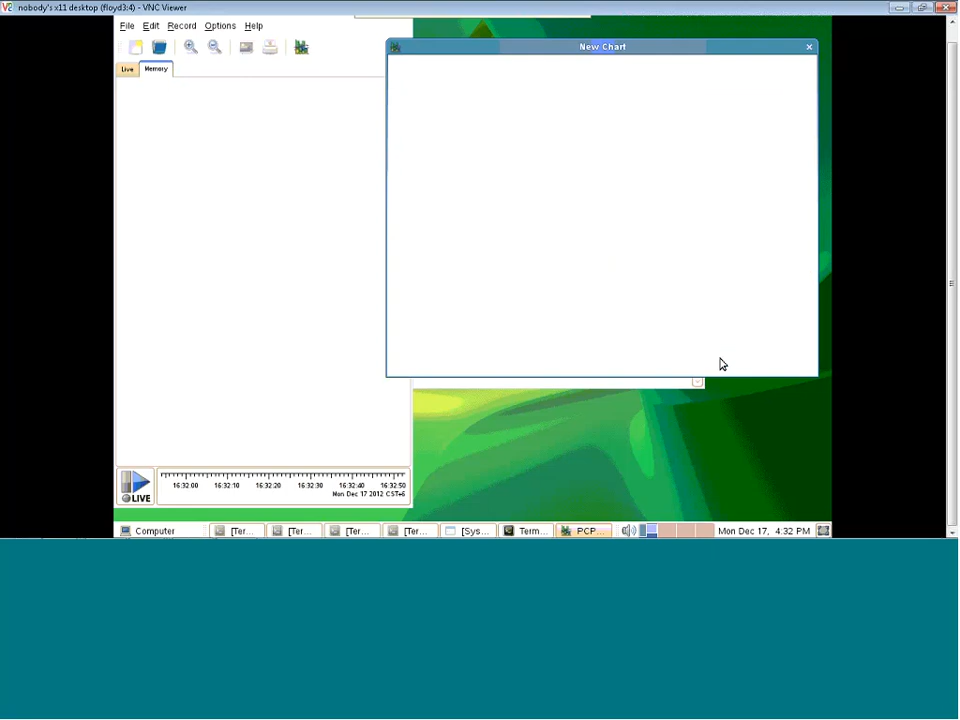 nobody's x11 desktop (floyd3:4) - VNC Viewer
File Edit Record Options Help
New Chart
Live Memory
LIVE
16:32:00 16:32:10 16:32:20 16:32:30 16:32:40 16:32:50
Mon Dec 17 2012 CST+6
Computer [Ter... [Ter... [Ter... [Ter... [Sys... Term... PCP... Mon Dec 17, 4:32 PM